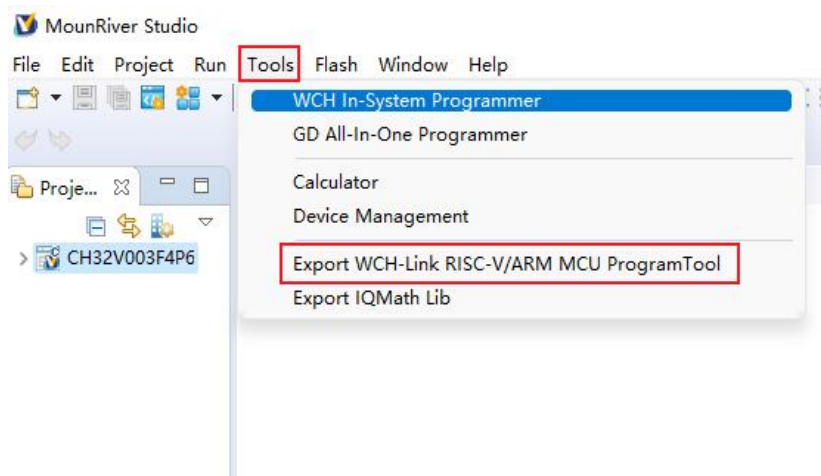 MounRiver Studio
File Edit Project Run Tools Flash Window Help
WCH In-System Programmer
GD All-In-One Programmer
Calculator
Device Management
Export WCH-Link RISC-V/ARM MCU ProgramTool
Export IQMath Lib
Proje...
CH32V003F4P6